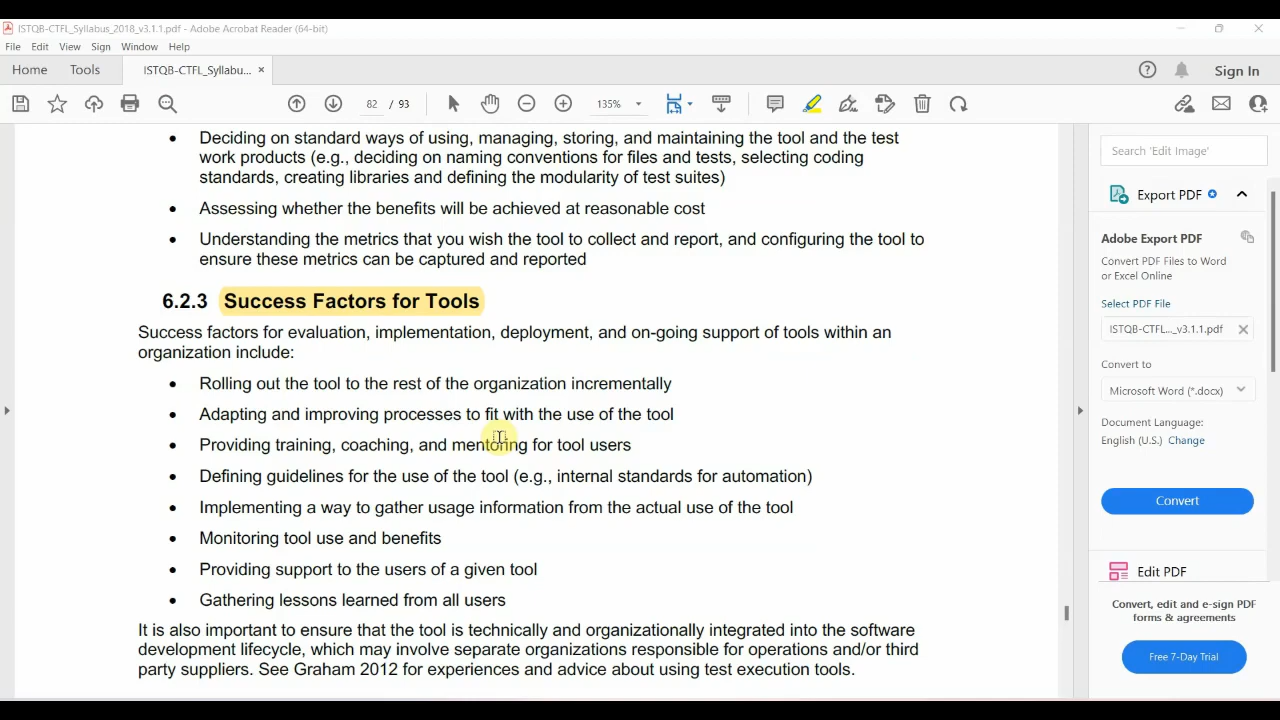 ISTQB-CTFL_Syllabus_2018_v3.1.1.pdf - Adobe Acrobat Reader (64-bit)
File Edit View Sign Window Help
Home Tools ISTQB-CTFL_Syllabu... × Sign In
82 / 93 135%
• Deciding on standard ways of using, managing, storing, and maintaining the tool and the test
work products (e.g., deciding on naming conventions for files and tests, selecting coding
standards, creating libraries and defining the modularity of test suites)
• Assessing whether the benefits will be achieved at reasonable cost
• Understanding the metrics that you wish the tool to collect and report, and configuring the tool to
ensure these metrics can be captured and reported
6.2.3 Success Factors for Tools
Success factors for evaluation, implementation, deployment, and on-going support of tools within an
organization include:
• Rolling out the tool to the rest of the organization incrementally
• Adapting and improving processes to fit with the use of the tool
• Providing training, coaching, and mentoring for tool users
• Defining guidelines for the use of the tool (e.g., internal standards for automation)
• Implementing a way to gather usage information from the actual use of the tool
• Monitoring tool use and benefits
• Providing support to the users of a given tool
• Gathering lessons learned from all users
It is also important to ensure that the tool is technically and organizationally integrated into the software
development lifecycle, which may involve separate organizations responsible for operations and/or third
party suppliers. See Graham 2012 for experiences and advice about using test execution tools.
Search 'Edit Image'
Export PDF
Adobe Export PDF
Convert PDF Files to Word
or Excel Online
Select PDF File
ISTQB-CTFL..._v3.1.1.pdf
Convert to
Microsoft Word (*.docx)
Document Language:
English (U.S.) Change
Convert
Edit PDF
Convert, edit and e-sign PDF
forms & agreements
Free 7-Day Trial